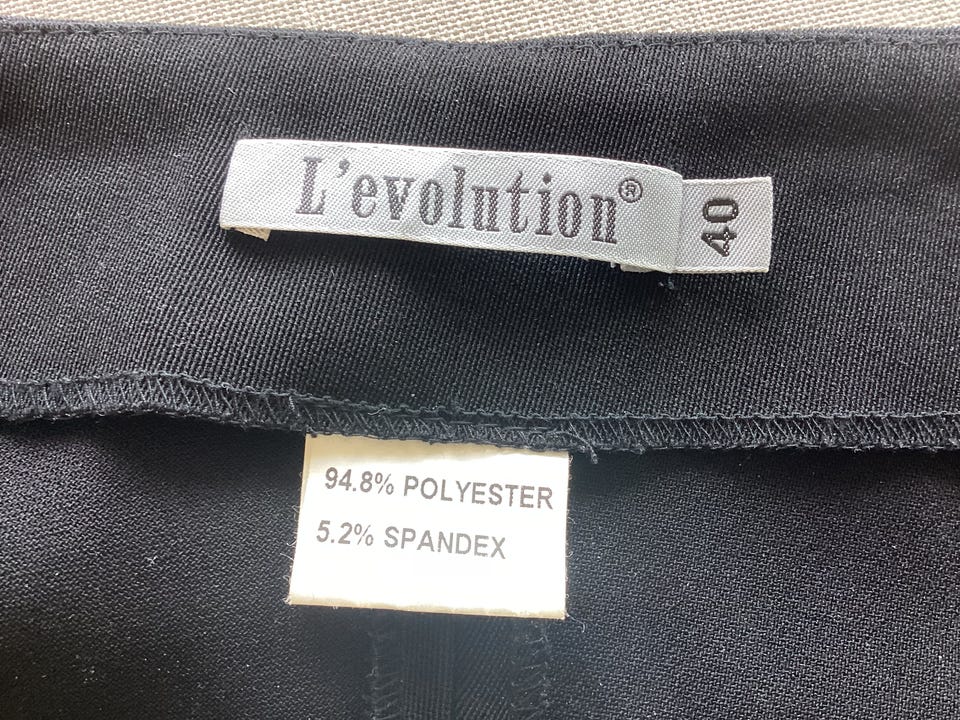 L'evolution®
40
94.8% POLYESTER
5.2% SPANDEX